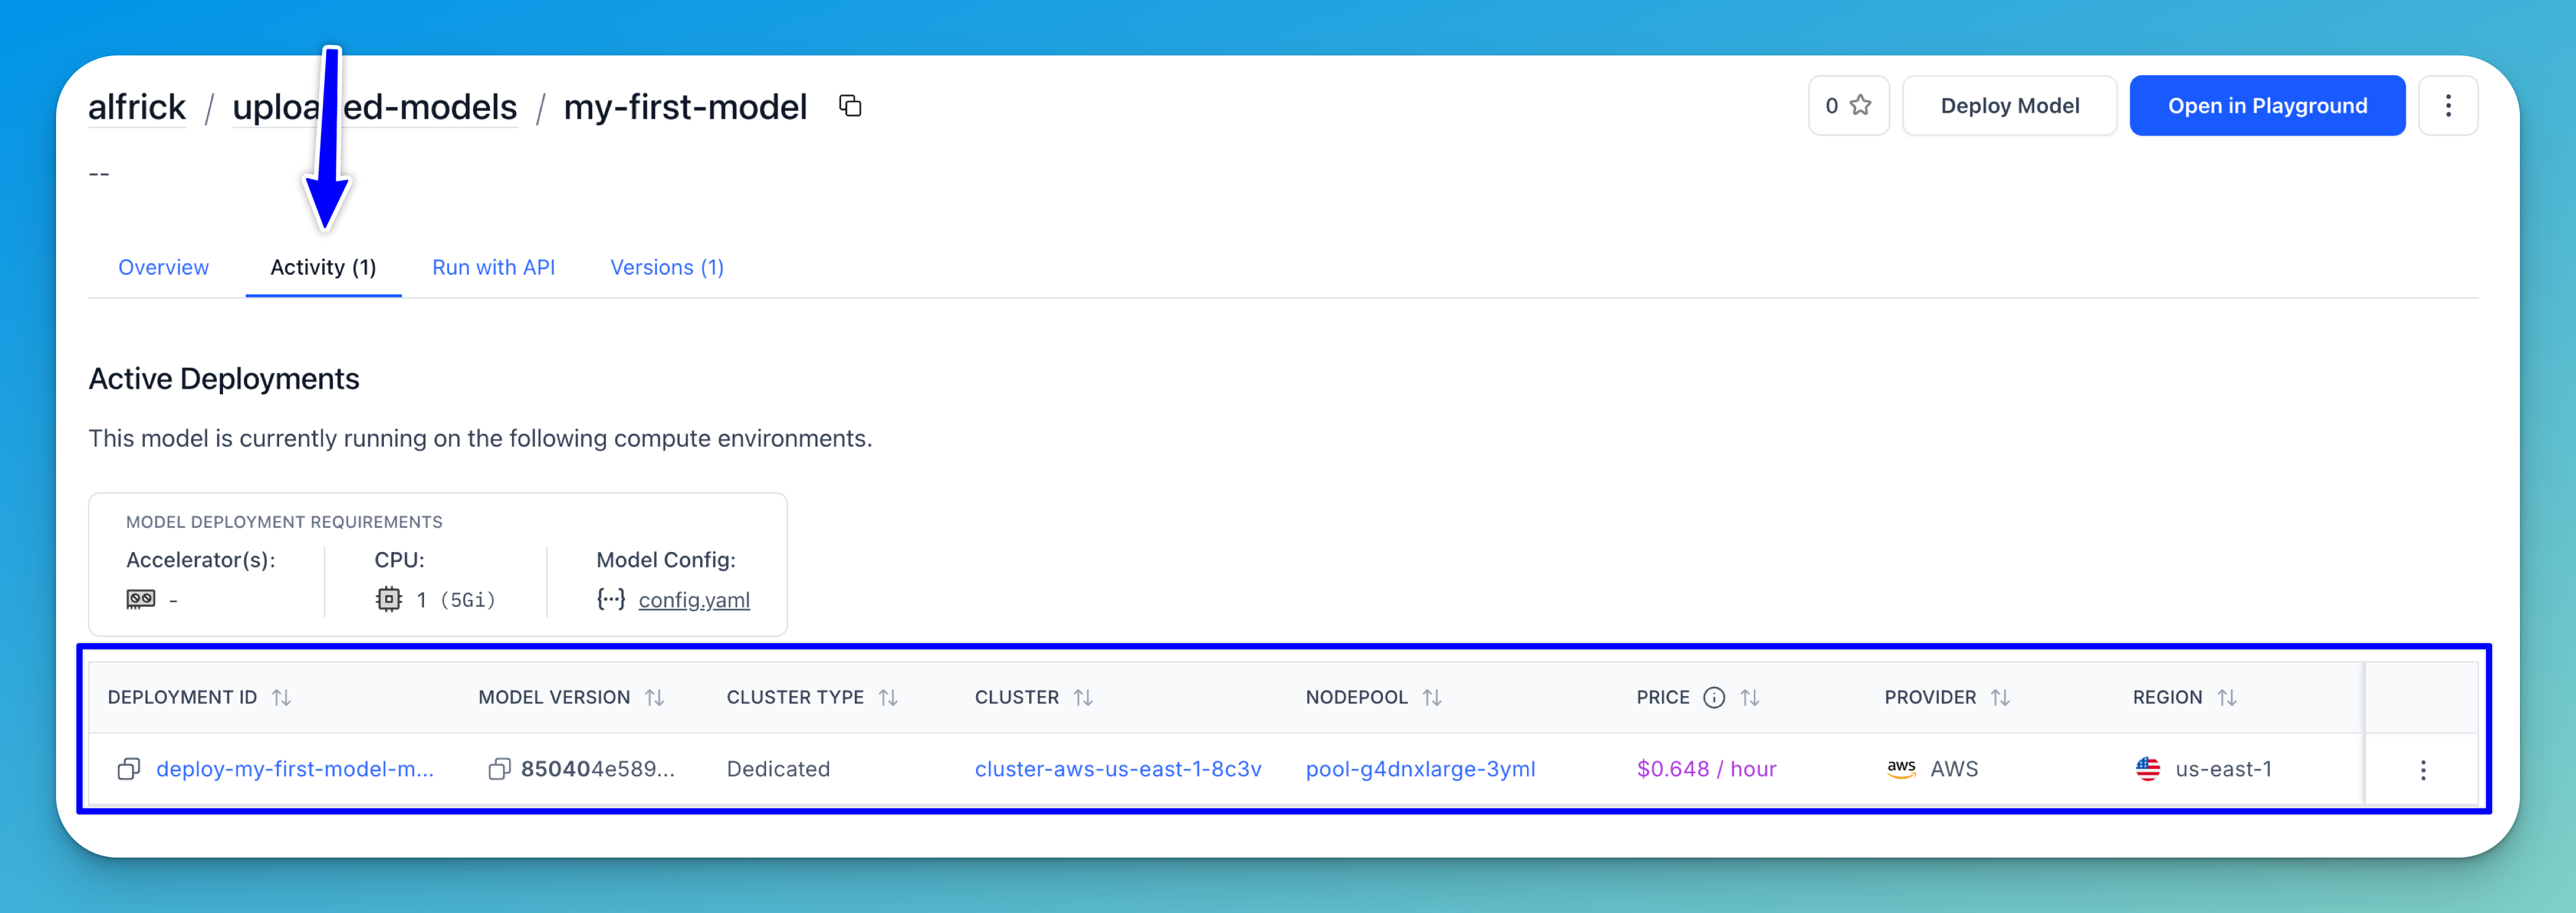 alfrick / uploaded-models / my-first-model
0 Deploy Model Open in Playground
--
Overview Activity (1) Run with API Versions (1)
Active Deployments
This model is currently running on the following compute environments.
MODEL DEPLOYMENT REQUIREMENTS
Accelerator(s): CPU: Model Config:
- 1 (5Gi) {···} config.yaml
DEPLOYMENT ID MODEL VERSION CLUSTER TYPE CLUSTER NODEPOOL PRICE PROVIDER REGION
deploy-my-first-model-m... 850404e589... Dedicated cluster-aws-us-east-1-8c3v pool-g4dnxlarge-3yml $0.648 / hour aws AWS us-east-1